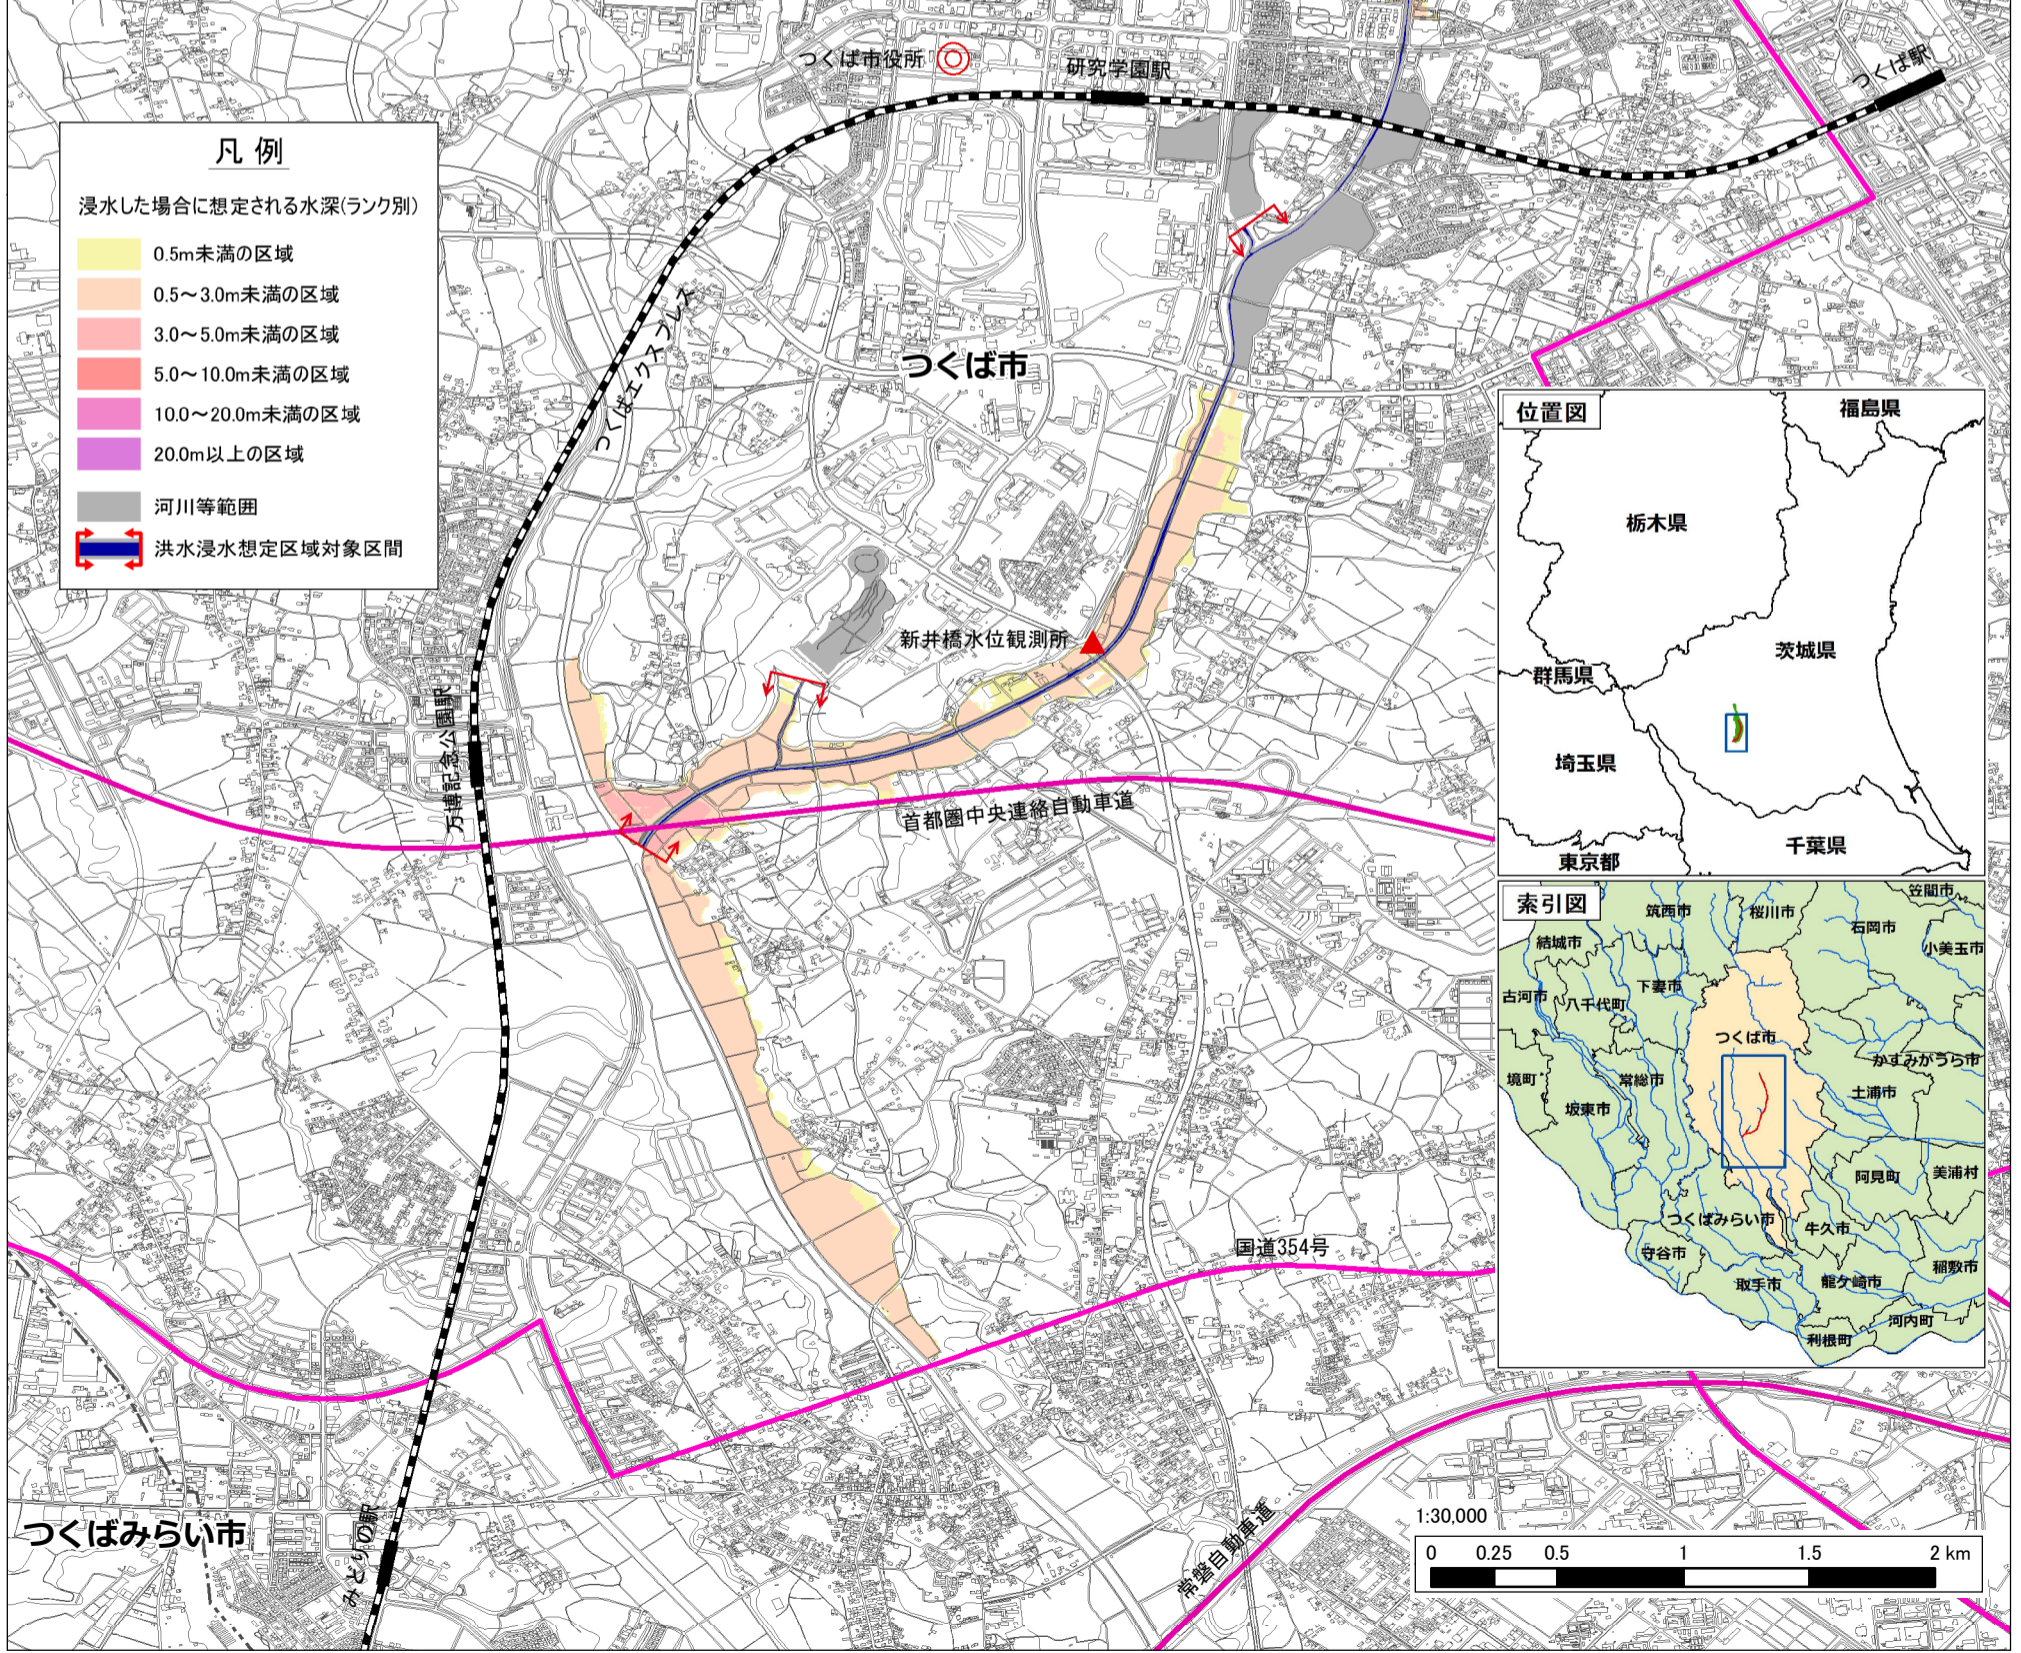 つくば市役所
研究学園駅
つくば駅
凡例
浸水した場合に想定される水深(ランク別)
0.5m未満の区域
0.5～3.0m未満の区域
3.0～5.0m未満の区域
5.0～10.0m未満の区域
10.0～20.0m未満の区域
20.0m以上の区域
河川等範囲
洪水浸水想定区域対象区間
つくばエクスプレス
つくば市
新井橋水位観測所
万博記念公園駅
首都圏中央連絡自動車道
国道354号
常磐自動車道
つくばみらい市
みどりの駅
位置図
福島県
栃木県
茨城県
群馬県
埼玉県
千葉県
東京都
索引図
笠間市
筑西市
桜川市
石岡市
結城市
小美玉市
下妻市
古河市
八千代町
つくば市
かすみがうら市
境町
常総市
土浦市
坂東市
阿見町
美浦村
つくばみらい市
牛久市
守谷市
稲敷市
取手市
龍ケ崎市
河内町
利根町
1:30,000
0 0.25 0.5 1 1.5 2 km